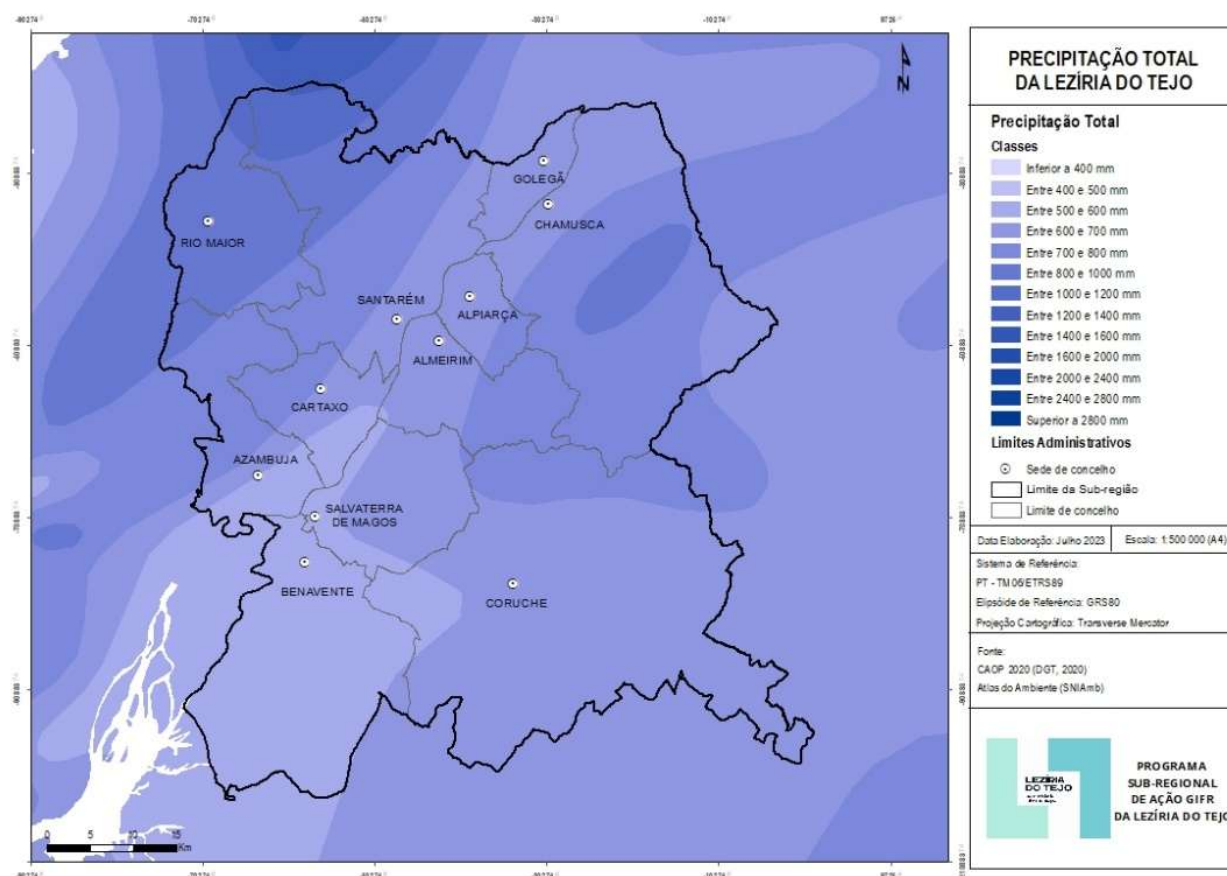 PRECIPITAÇÃO TOTAL
DA LEZÍRIA DO TEJO
Precipitação Total
Classes
Inferior a 400 mm
Entre 400 e 500 mm
Entre 500 e 600 mm
Entre 600 e 700 mm
Entre 700 e 800 mm
Entre 800 e 1000 mm
Entre 1000 e 1200 mm
Entre 1200 e 1400 mm
Entre 1400 e 1600 mm
Entre 1600 e 2000 mm
Entre 2000 e 2400 mm
Entre 2400 e 2800 mm
Superior a 2800 mm
Limites Administrativos
Sede de concelho
Limite da Sub-região
Limite de concelho
Data Elaboração: Julho 2023
Escala: 1:500 000 (A4)
Sistema de Referência:
PT - TM06/ETRS89
Elipsóide de Referência: GRS80
Projeção Cartográfica: Transverse Mercator
Fonte:
CAOP 2020 (DGT, 2020)
Atlas do Ambiente (SNIAmb)
LEZÍRIA
DO TEJO
PROGRAMA
SUB-REGIONAL
DE AÇÃO GIFR
DA LEZÍRIA DO TEJO
N
GOLEGÃ
CHAMUSCA
RIO MAIOR
SANTARÉM
ALPIARÇA
ALMEIRIM
CARTAXO
AZAMBUJA
SALVATERRA
DE MAGOS
BENAVENTE
CORUCHE
0 5 10 15
Km